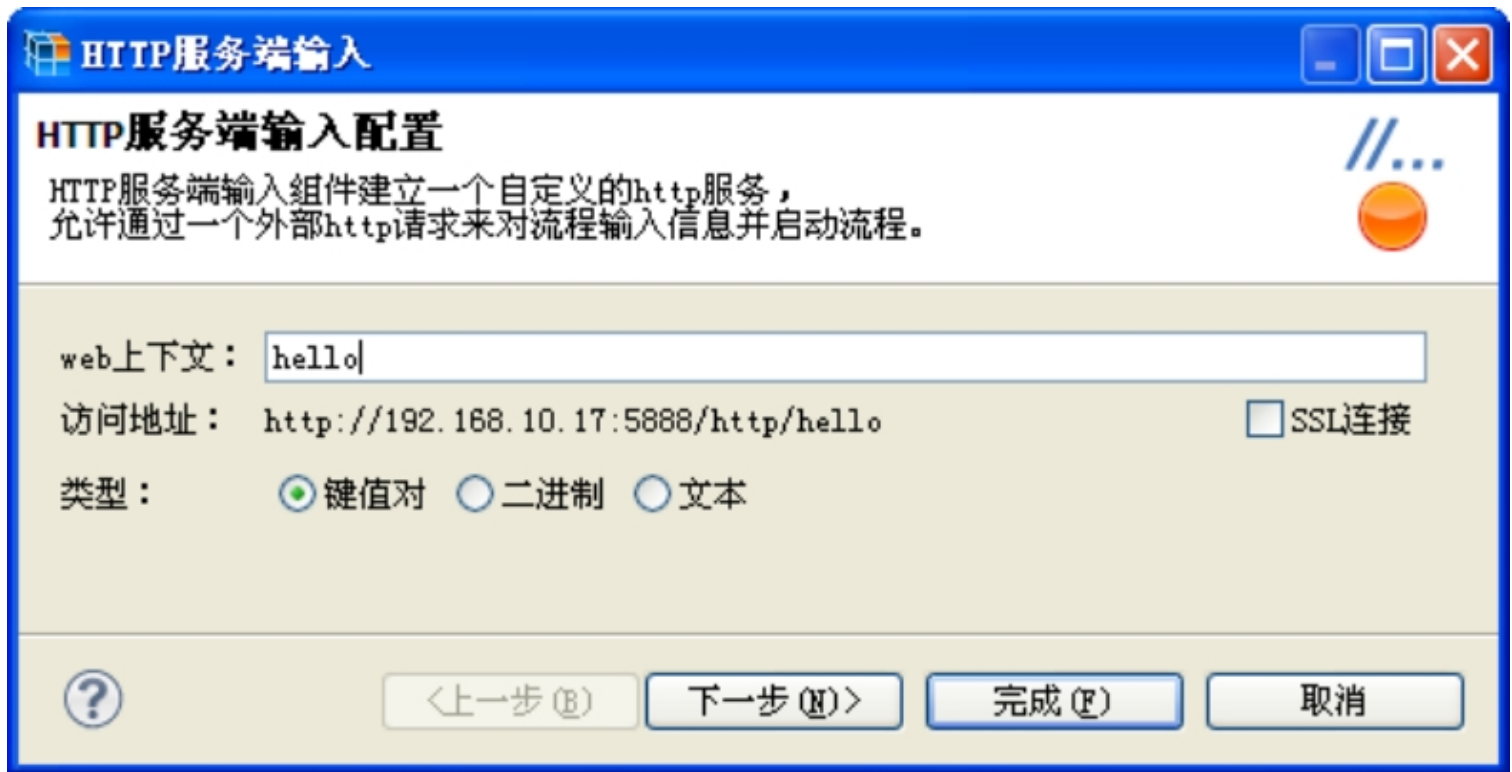 HTTP服务端输入
HTTP服务端输入配置
//...
HTTP服务端输入组件建立一个自定义的http服务，
允许通过一个外部http请求来对流程输入信息并启动流程。
web上下文： hello
访问地址： http://192.168.10.17:5888/http/hello SSL连接
类型： 键值对 二进制 文本
? <上一步(B) 下一步(N)> 完成(F) 取消